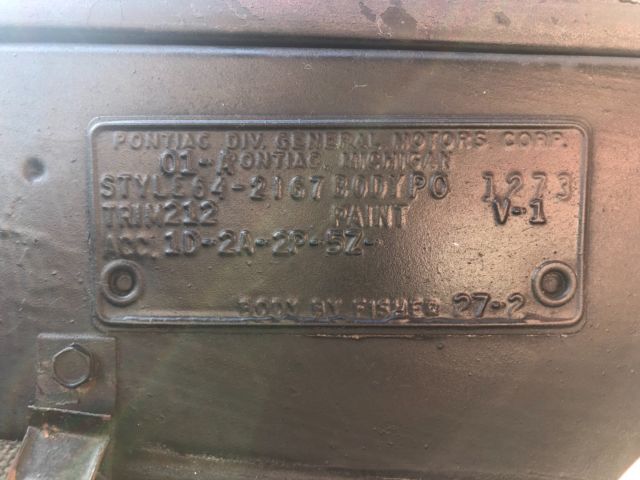 PONTIAC DIV. GENERAL MOTORS CORP.
01-A PONTIAC, MICHIGAN
STYLE 64-2167 BODY PO 1273
TRIM 212 PAINT V-1
ACC. 1D-2A-2P-5Z-
BODY BY FISHER 27-2